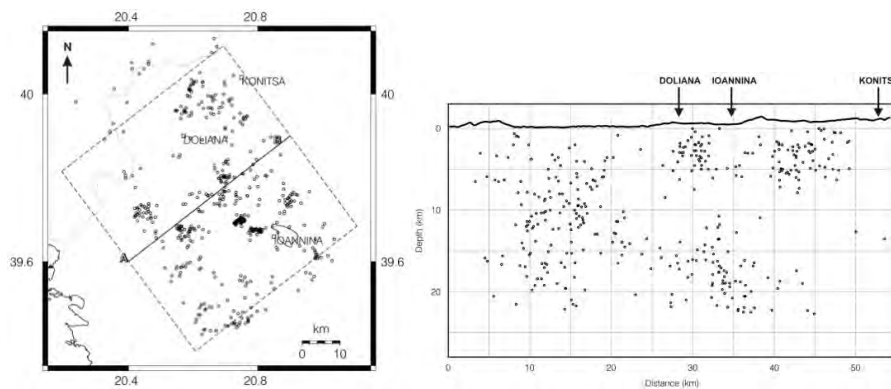 20.4 20.8
N
KONITSA
40 40
DOLIANA
B
A
IOANNINA
39.6 39.6
km
0 10
20.4 20.8
DOLIANA IOANNINA KONITS
0
10
20
Depth (km)
0 10 20 30 40 50
Distance (km)